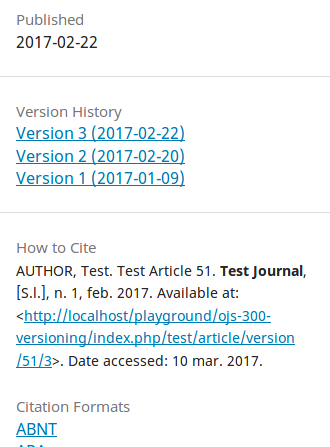 Published
2017-02-22
Version History
Version 3 (2017-02-22)
Version 2 (2017-02-20)
Version 1 (2017-01-09)
How to Cite
AUTHOR, Test. Test Article 51. Test Journal,
[S.l.], n. 1, feb. 2017. Available at:
<http://localhost/playground/ojs-300-
versioning/index.php/test/article/version
/51/3>. Date accessed: 10 mar. 2017.
Citation Formats
ABNT